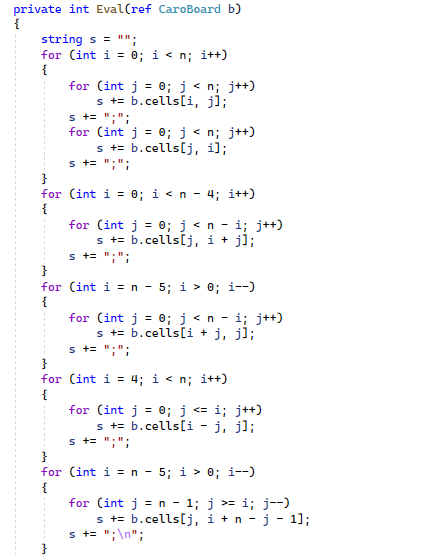 private int Eval(ref CaroBoard b)
{
    string s = "";
    for (int i = 0; i < n; i++)
    {
        for (int j = 0; j < n; j++)
            s += b.cells[i, j];
        s += ";";
        for (int j = 0; j < n; j++)
            s += b.cells[j, i];
        s += ";";
    }
    for (int i = 0; i < n - 4; i++)
    {
        for (int j = 0; j < n - i; j++)
            s += b.cells[j, i + j];
        s += ";";
    }
    for (int i = n - 5; i > 0; i--)
    {
        for (int j = 0; j < n - i; j++)
            s += b.cells[i + j, j];
        s += ";";
    }
    for (int i = 4; i < n; i++)
    {
        for (int j = 0; j <= i; j++)
            s += b.cells[i - j, j];
        s += ";";
    }
    for (int i = n - 5; i > 0; i--)
    {
        for (int j = n - 1; j >= i; j--)
            s += b.cells[j, i + n - j - 1];
        s += ";\n";
    }